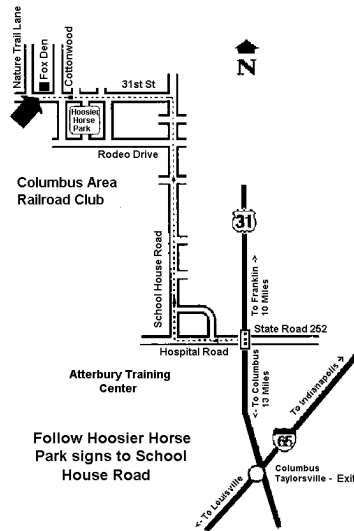 Nature Trail Lane
Fox Den
Cottonwood
31st St
N
Hoosier
Horse
Park
Rodeo Drive
Columbus Area
Railroad Club
31
School House Road
To Franklin ->
10 Miles
State Road 252
Hospital Road
Atterbury Training
Center
<- To Columbus
13 Miles
To Indianapolis ->
65
Follow Hoosier Horse
Park signs to School
House Road
Columbus
Taylorsville - Exit
<- To Louisville